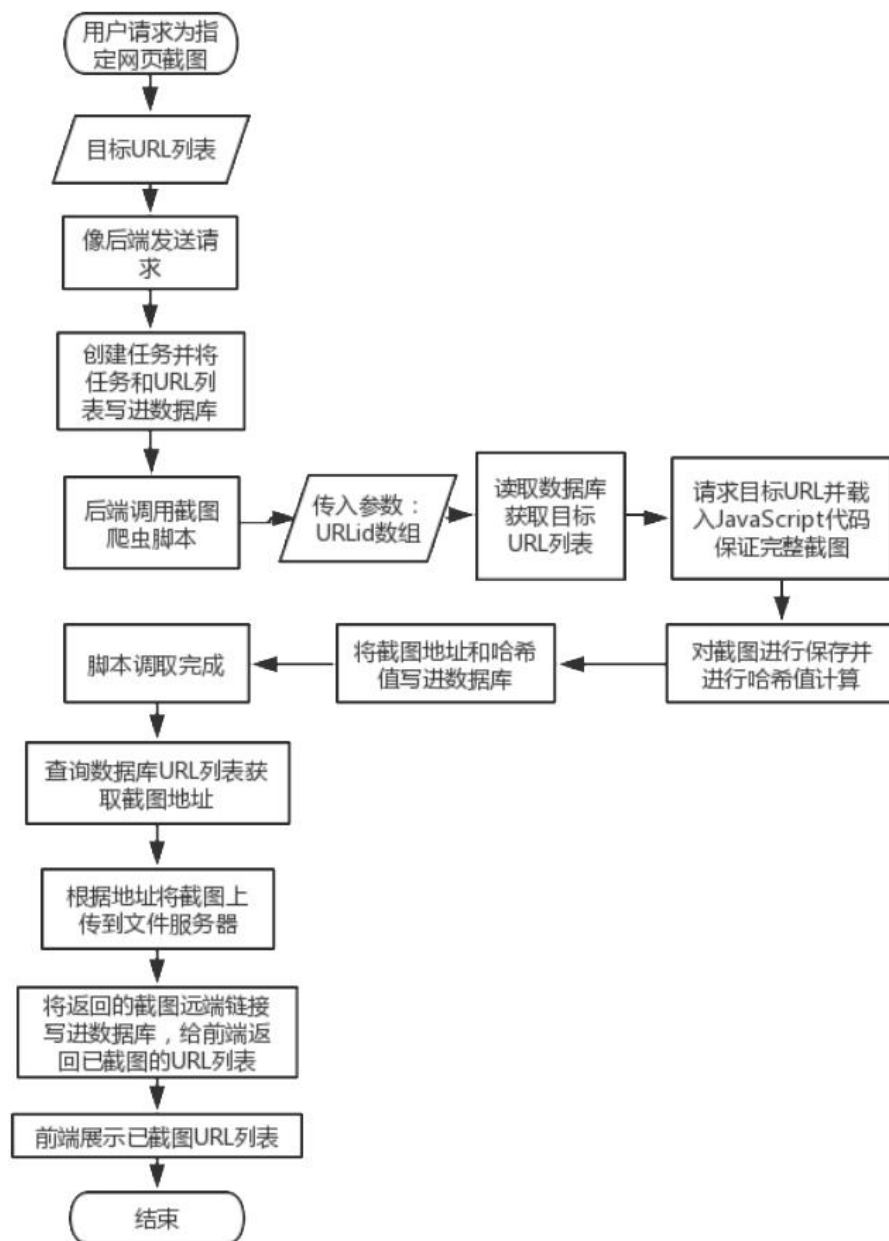 用户请求为指
定网页截图
目标URL列表
像后端发送请
求
创建任务并将
任务和URL列
表写进数据库
后端调用截图
爬虫脚本
传入参数：
URLid数组
读取数据库
获取目标
URL列表
请求目标URL并载
入JavaScript代码
保证完整截图
对截图进行保存并
进行哈希值计算
将截图地址和哈希
值写进数据库
脚本调取完成
查询数据库URL列表获
取截图地址
根据地址将截图上
传到文件服务器
将返回的截图远端链接
写进数据库，给前端返
回已截图的URL列表
前端展示已截图URL列表
结束